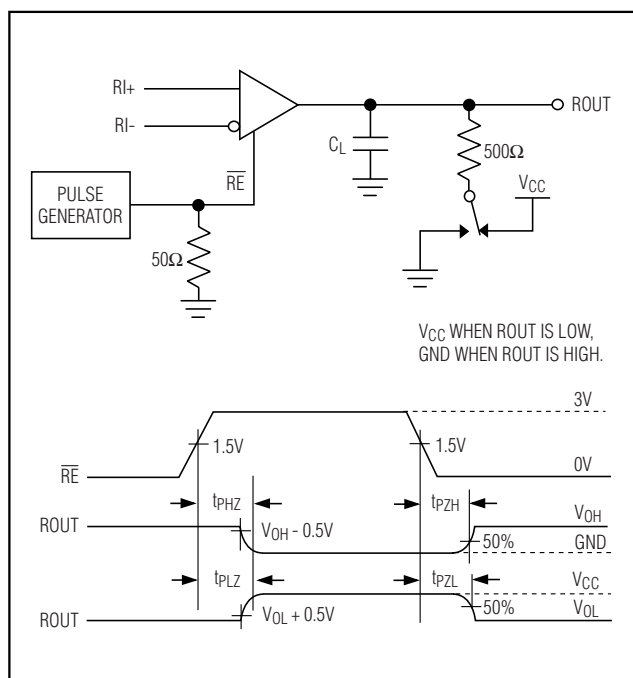 RI+
ROUT
RI-
CL
500Ω
RE
VCC
PULSE
GENERATOR
50Ω
VCC WHEN ROUT IS LOW,
GND WHEN ROUT IS HIGH.
3V
1.5V
1.5V
RE
0V
tPHZ
tPZH
ROUT
VOH
VOH - 0.5V
50%
GND
tPLZ
tPZL
VCC
50%
ROUT
VOL + 0.5V
VOL